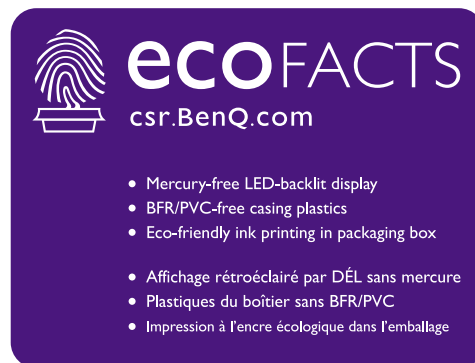 ecoFACTS
csr.BenQ.com
• Mercury-free LED-backlit display
• BFR/PVC-free casing plastics
• Eco-friendly ink printing in packaging box
• Affichage rétroéclairé par DÉL sans mercure
• Plastiques du boîtier sans BFR/PVC
• Impression à l'encre écologique dans l'emballage